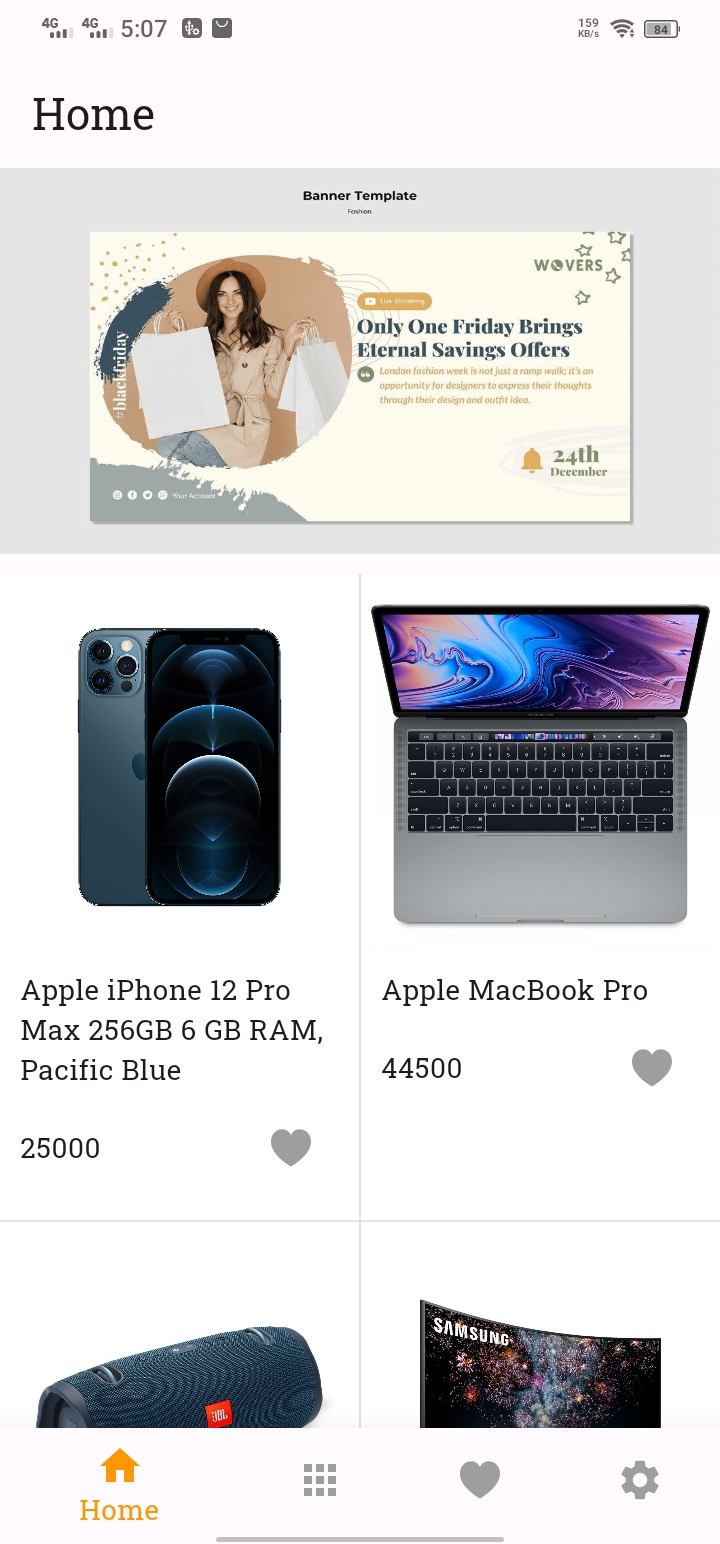 4G 4G 5:07 159 KB/s 84
Home
Banner Template
Fashion
WOVERS
Live Streaming
Only One Friday Brings
Eternal Savings Offers
London fashion week is not just a ramp walk; it's an
opportunity for designers to express their thoughts
through their design and outfit idea.
#blackfriday
24th
December
Your Account
Apple iPhone 12 Pro
Max 256GB 6 GB RAM,
Pacific Blue
25000
Apple MacBook Pro
44500
JBL
SAMSUNG
Home